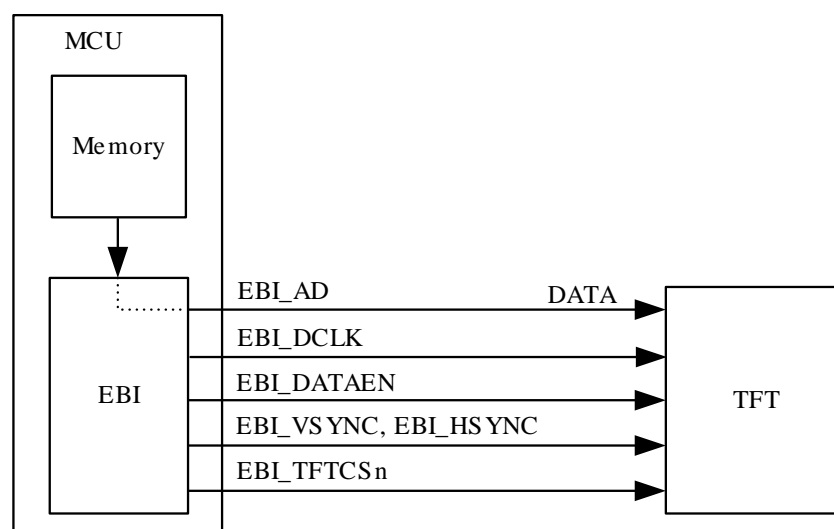 MCU
Memory
EBI_AD DATA
EBI_DCLK
EBI_DATAEN
EBI
TFT
EBI_VSYNC, EBI_HSYNC
EBI_TFTCSn